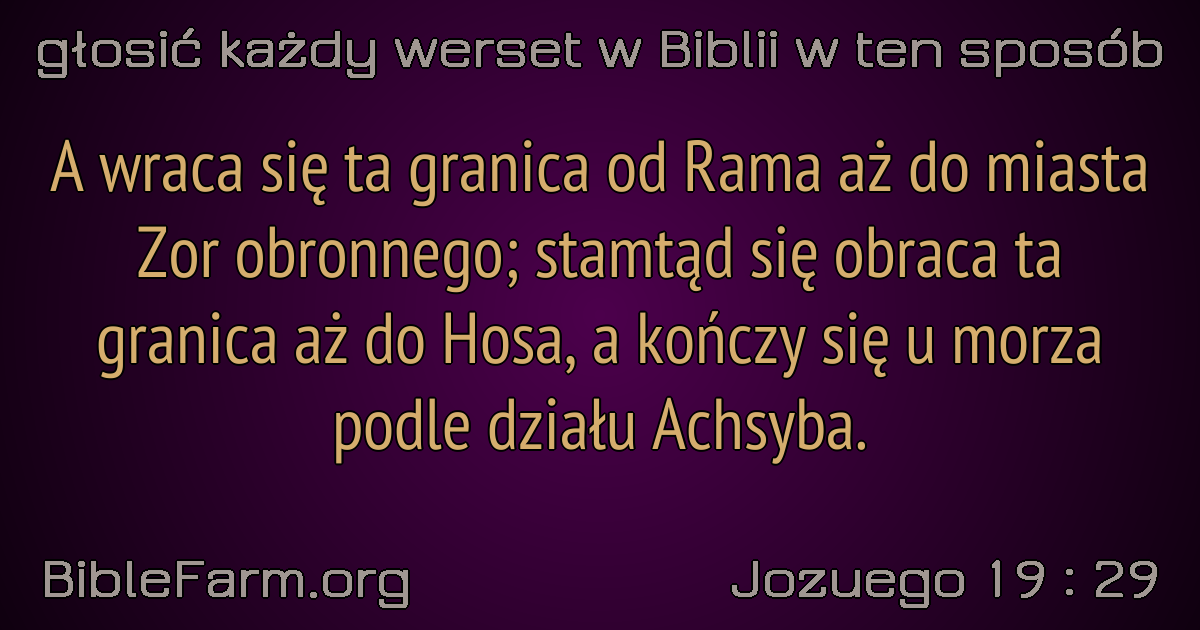 głosić każdy werset w Biblii w ten sposób
A wraca się ta granica od Rama aż do miasta
Zor obronnego; stamtąd się obraca ta
granica aż do Hosa, a kończy się u morza
podle działu Achsyba.
BibleFarm.org
Jozuego 19 : 29